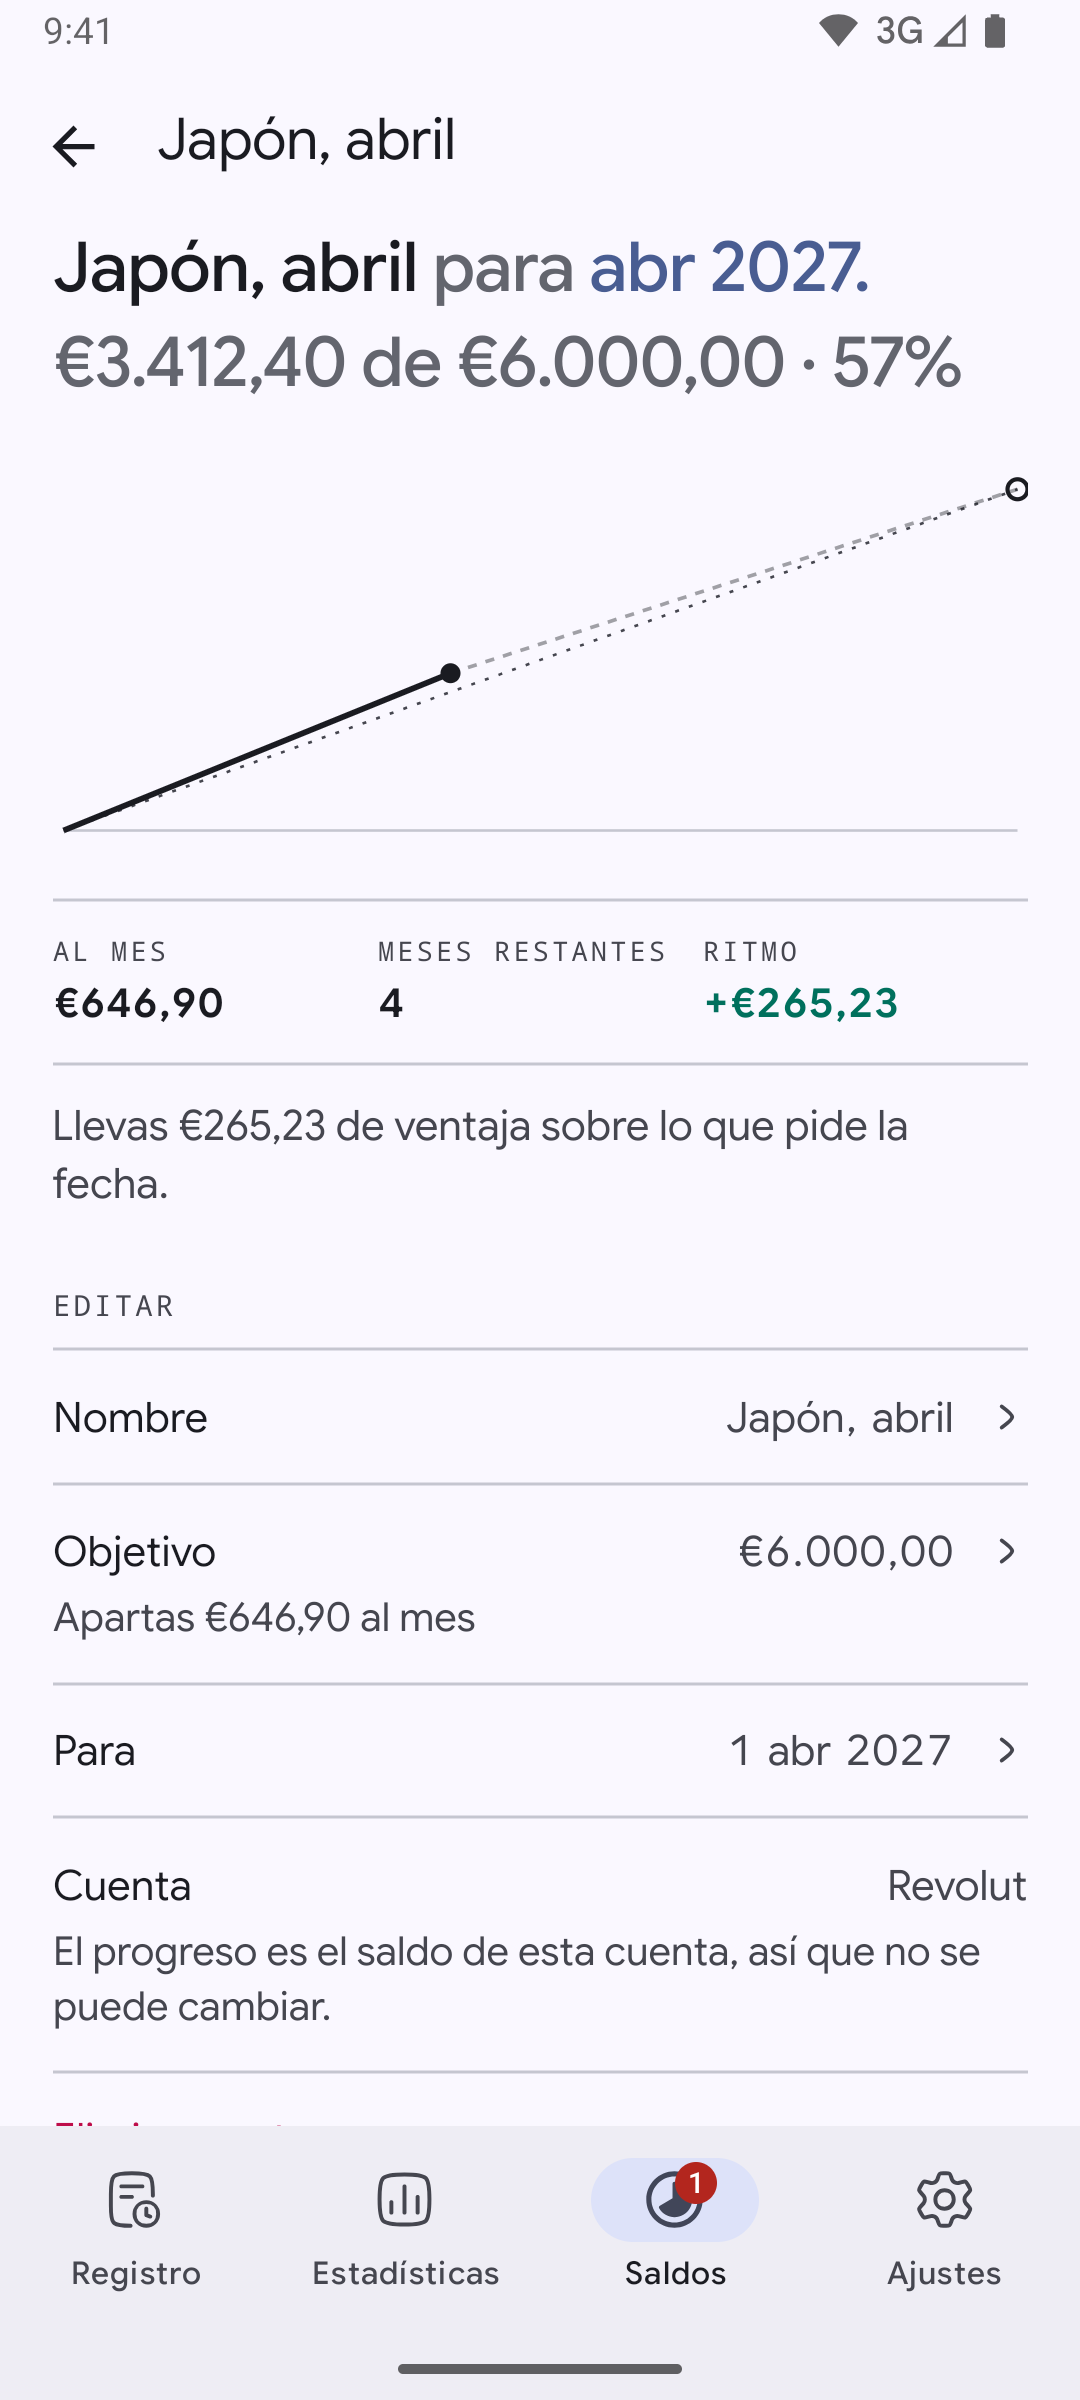 9:41
3G
Japón, abril
Japón, abril para abr 2027.
€3.412,40 de €6.000,00 · 57%
AL MES
MESES RESTANTES
RITMO
€646,90
4
+€265,23
Llevas €265,23 de ventaja sobre lo que pide la
fecha.
EDITAR
Nombre
Japón, abril
Objetivo
€6.000,00
Apartas €646,90 al mes
Para
1 abr 2027
Cuenta
Revolut
El progreso es el saldo de esta cuenta, así que no se
puede cambiar.
1
Registro
Estadísticas
Saldos
Ajustes